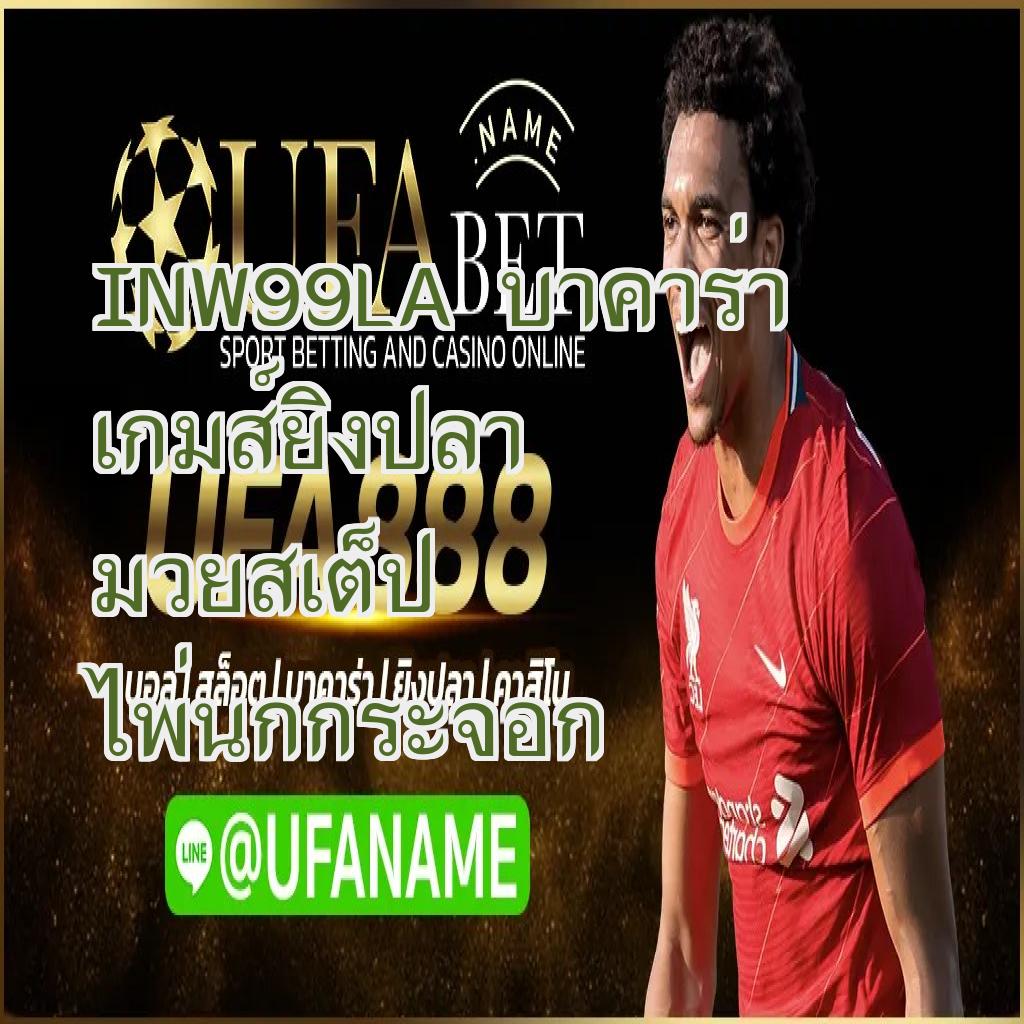 .NAME
UFABET
INW99LA บาคาร่า
SPORT BETTING AND CASINO ONLINE
เกมส์ยิงปลา
UFA888
มวยสเต็ป
บอล | สล็อต | บาคาร่า | ยิงปลา | คาสิโน
ไพ่นกกระจอก
LINE @UFANAME